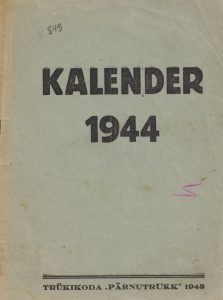 849
KALENDER
1944
TRÜKIKODA „PÄRNUTRÜKK" 1943